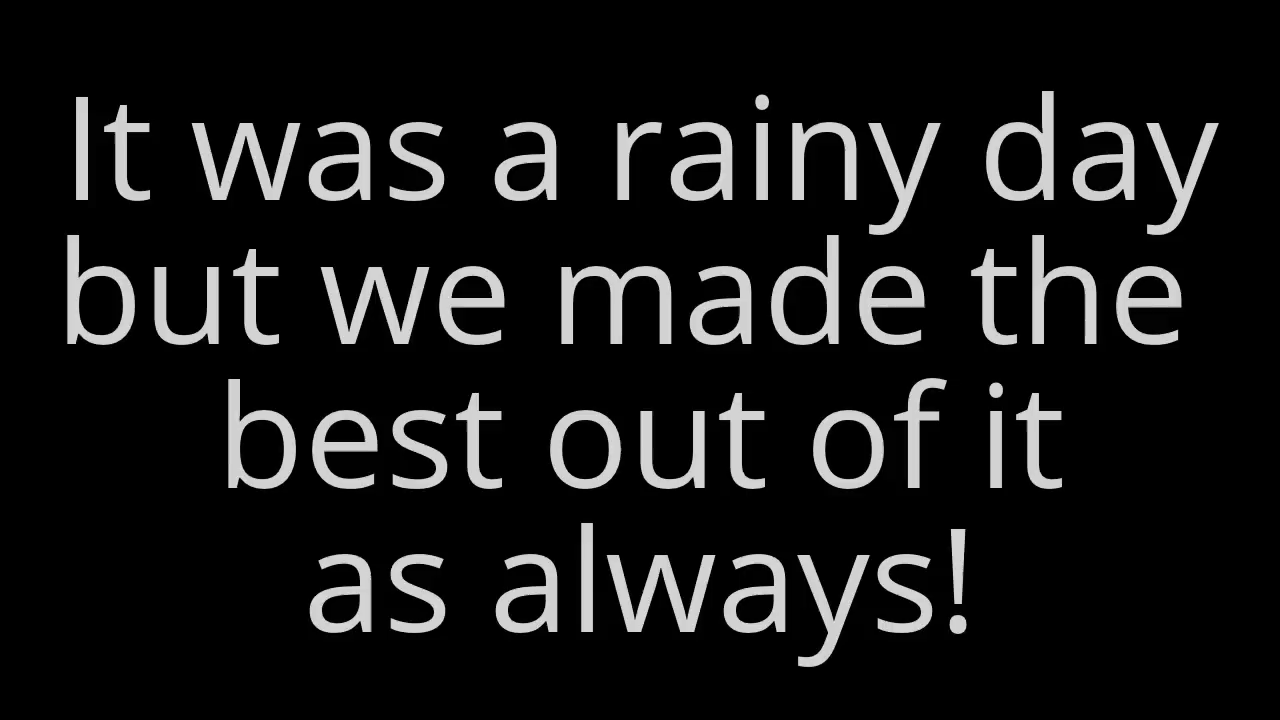 It was a rainy day
but we made the
best out of it
as always!